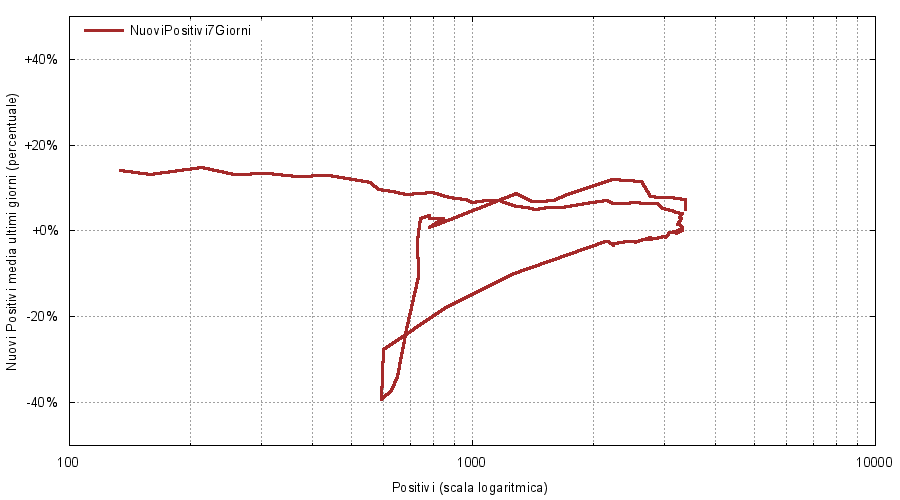 NuoviPositivi7Giorni
+40%
+20%
+0%
-20%
-40%
Nuovi Positivi media ultimi giorni (percentuale)
100
1000
10000
Positivi (scala logaritmica)